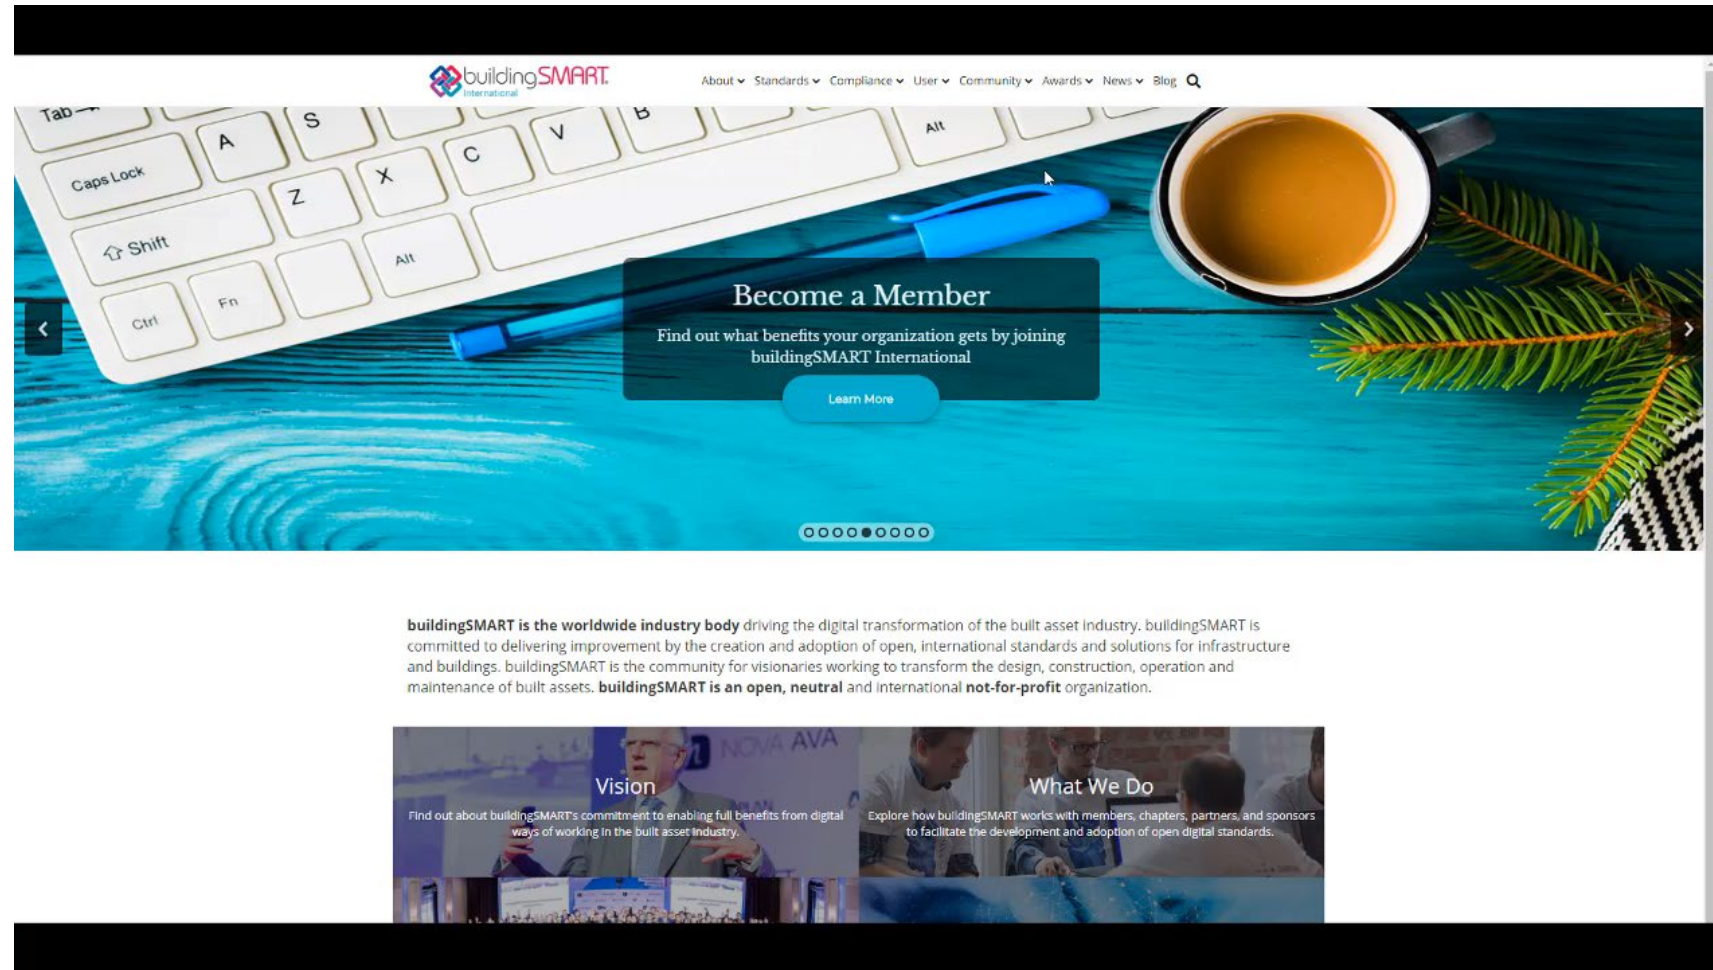 buildingSMART
International
About Standards Compliance User Community Awards News Blog
Tab
A
S
Caps Lock
Z
X
C
V
B
Alt
Shift
Alt
Ctrl
Fn
Become a Member
Find out what benefits your organization gets by joining
buildingSMART International
Learn More
buildingSMART is the worldwide industry body driving the digital transformation of the built asset industry. buildingSMART is
committed to delivering improvement by the creation and adoption of open, international standards and solutions for infrastructure
and buildings. buildingSMART is the community for visionaries working to transform the design, construction, operation and
maintenance of built assets. buildingSMART is an open, neutral and international not-for-profit organization.
NOVA AVA
Vision
Find out about buildingSMART's commitment to enabling full benefits from digital
ways of working in the built asset industry.
What We Do
Explore how buildingSMART works with members, chapters, partners, and sponsors
to facilitate the development and adoption of open digital standards.